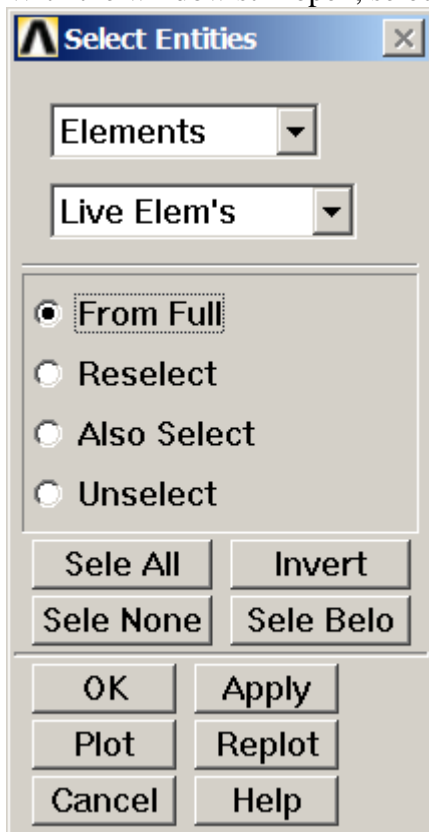 Select Entities
Elements
Live Elem's
From Full
Reselect
Also Select
Unselect
Sele All Invert
Sele None Sele Belo
OK Apply
Plot Replot
Cancel Help